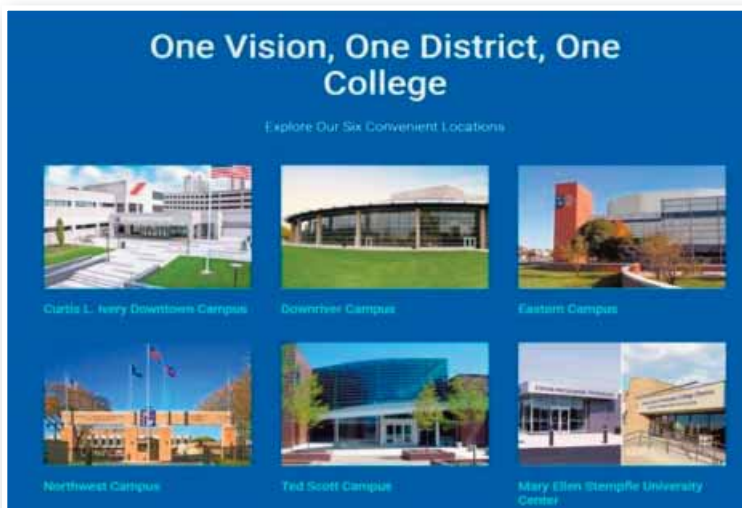 One Vision, One District, One
College
Explore Our Six Convenient Locations
Curtis L. Ivery Downtown Campus
Downriver Campus
Eastern Campus
Northwest Campus
Ted Scott Campus
Mary Ellen Stempfle University
Center